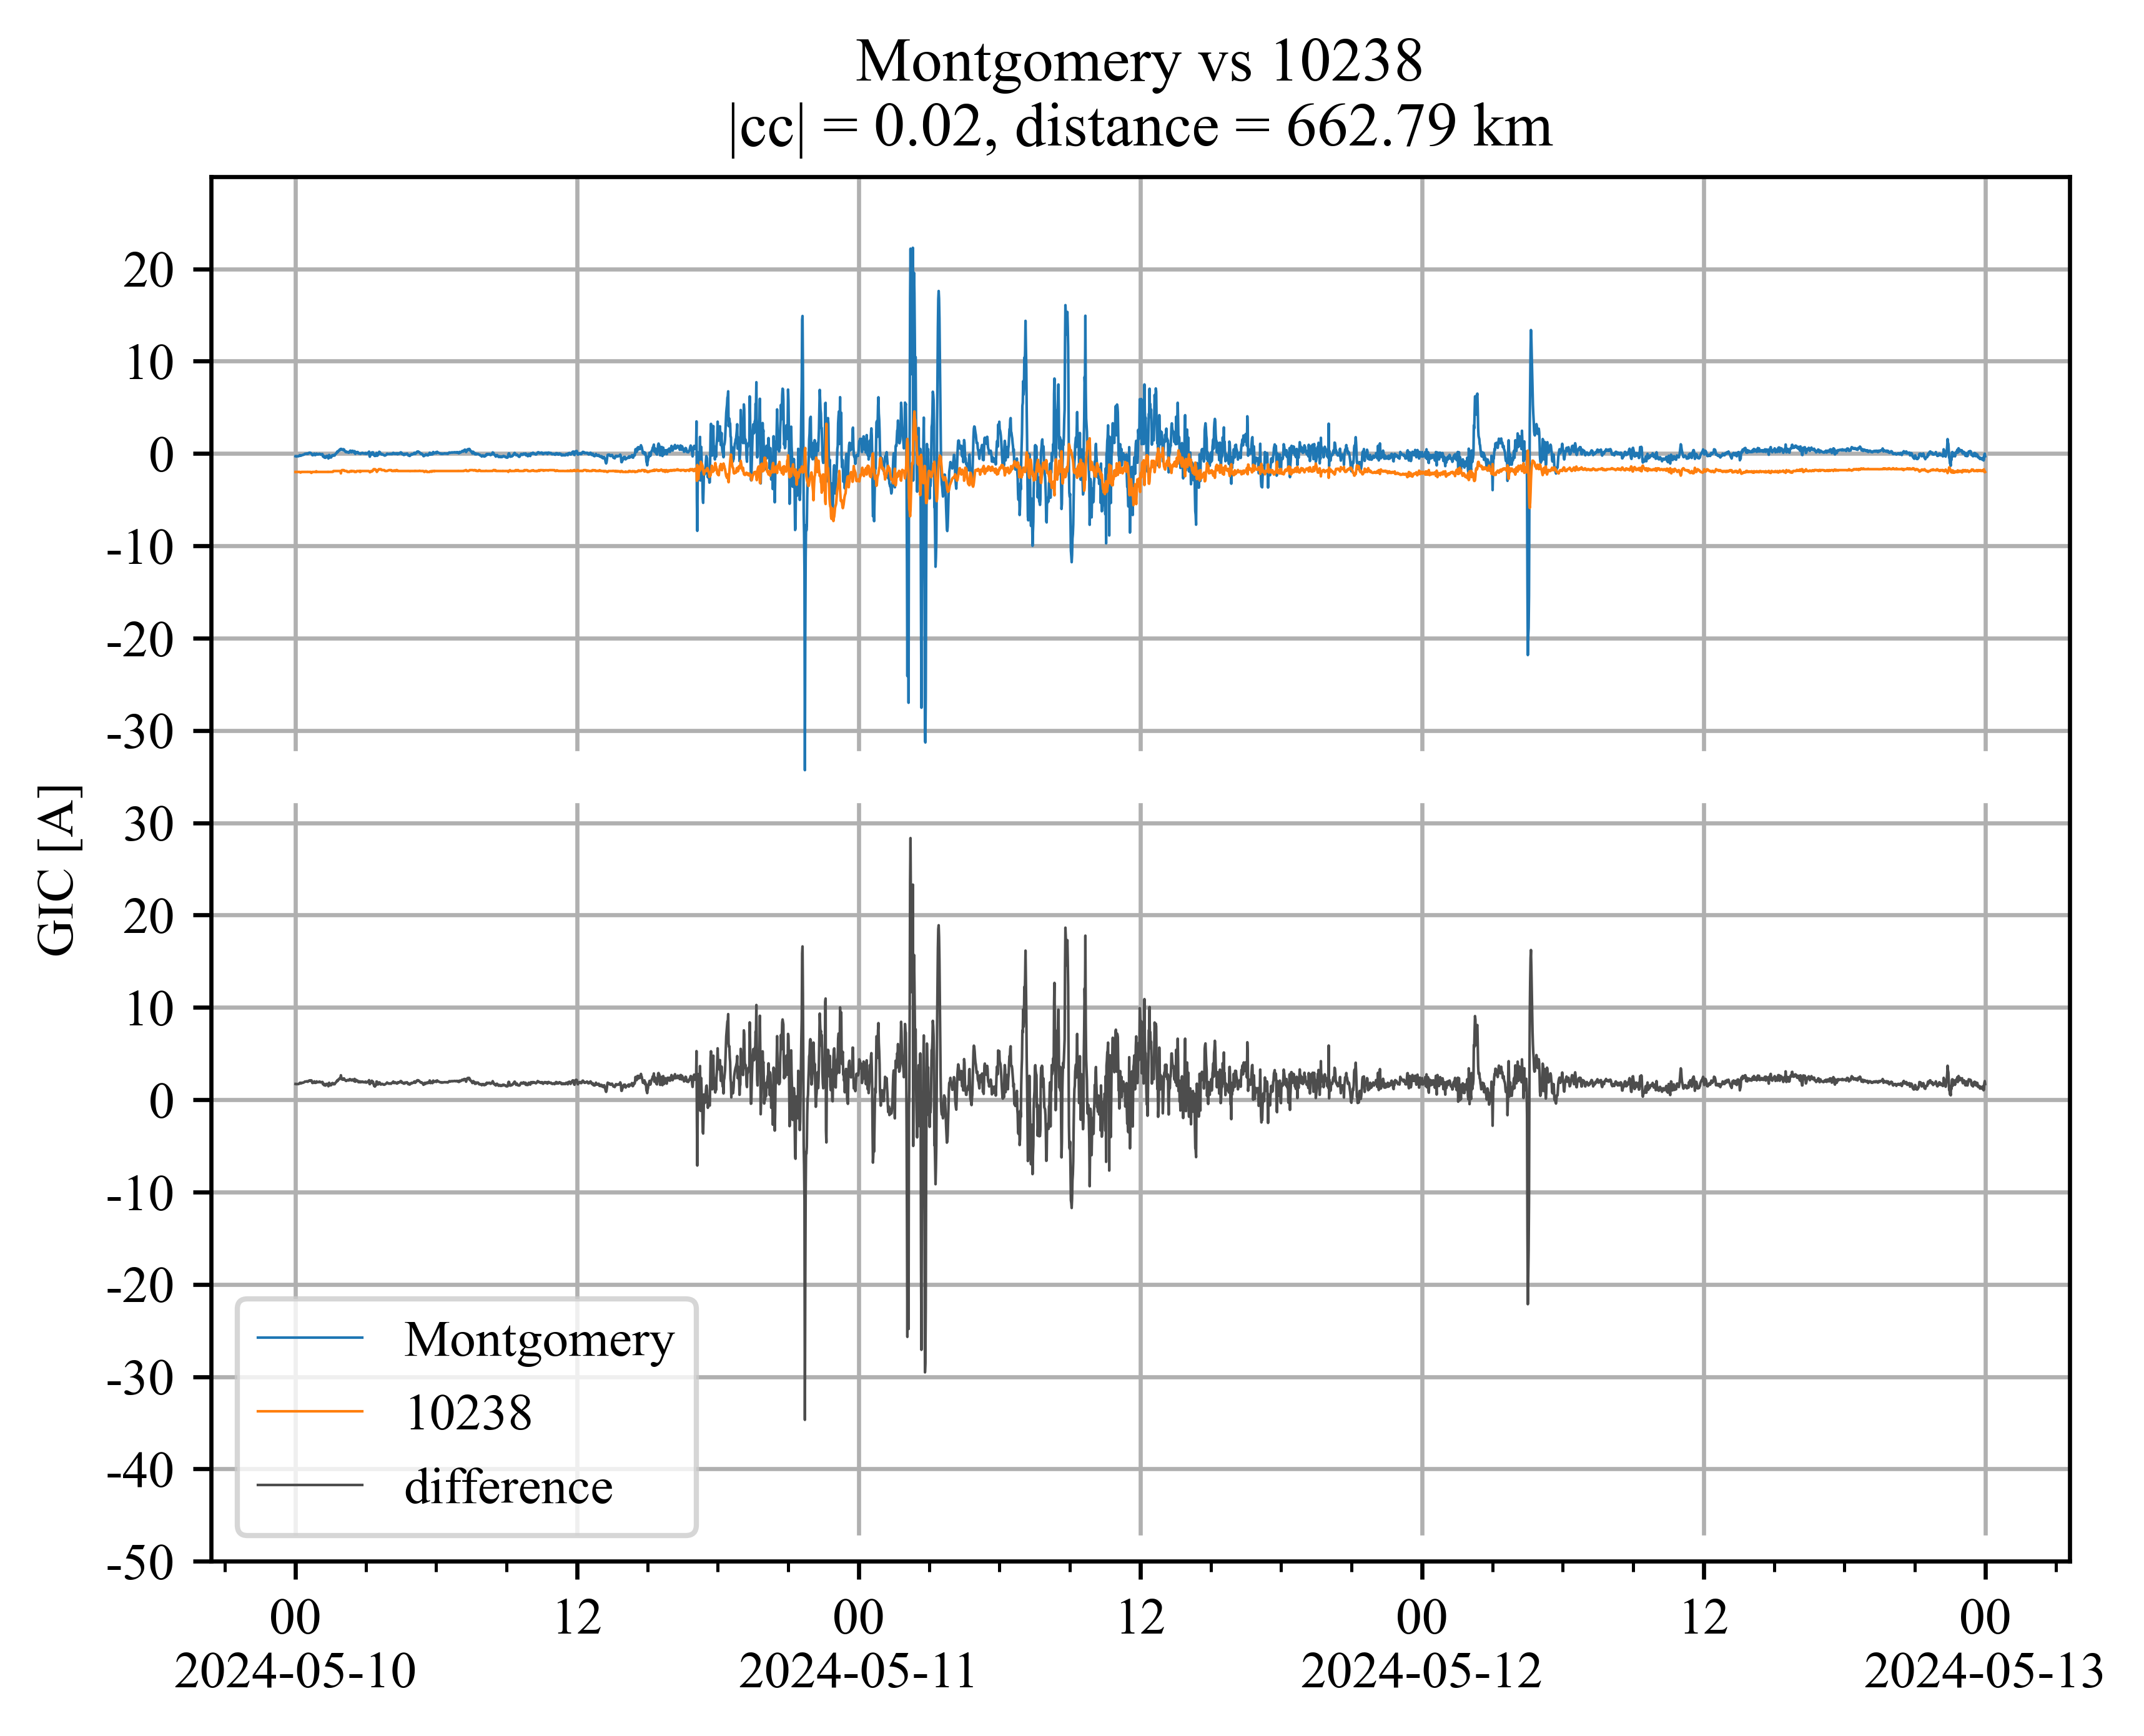 Montgomery vs 10238
|cc| = 0.02, distance = 662.79 km
GIC [A]
20
10
0
-10
-20
-30
30
20
10
0
-10
-20
-30
-40
-50
Montgomery
10238
difference
00 12 00 12 00 12 00
2024-05-10 2024-05-11 2024-05-12 2024-05-13